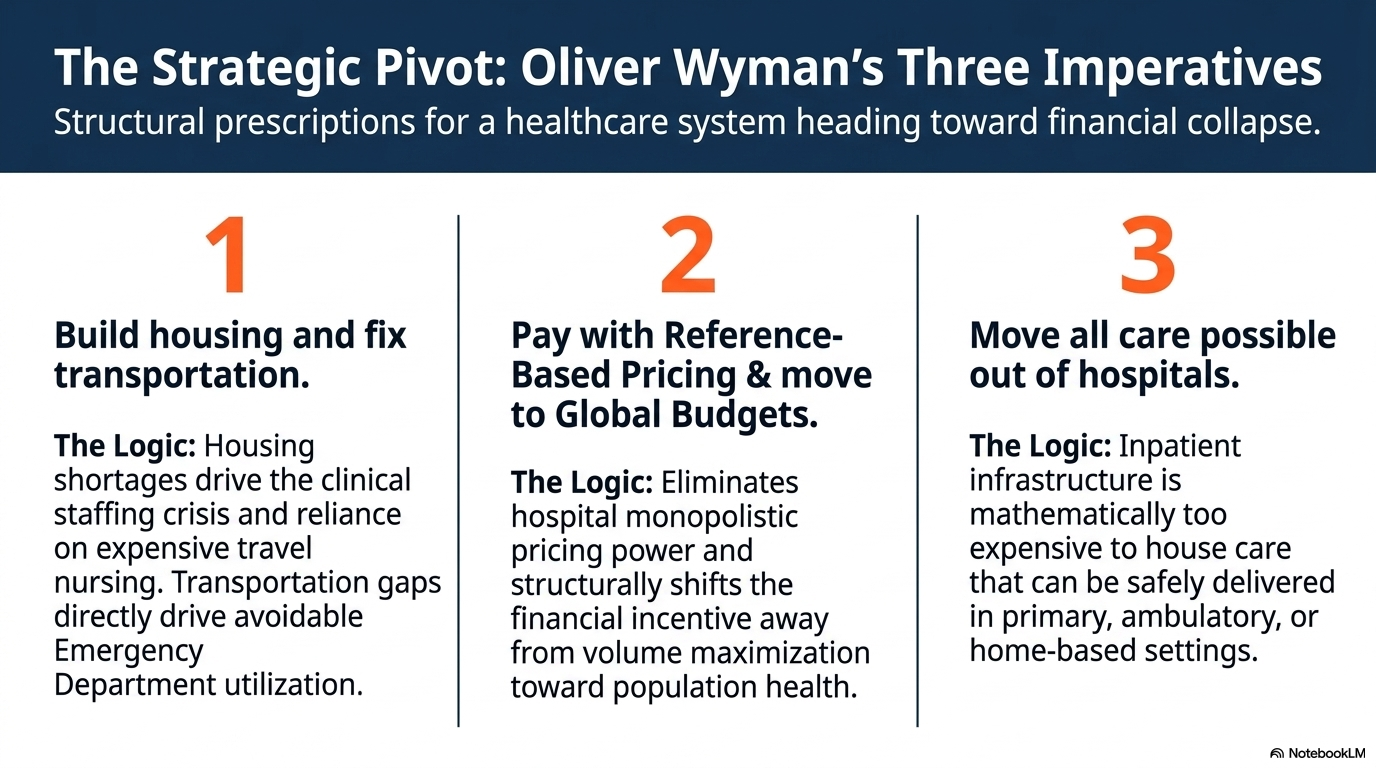 The Strategic Pivot: Oliver Wyman’s Three Imperatives
Structural prescriptions for a healthcare system heading toward financial collapse.
1
Build housing and fix
transportation.
The Logic: Housing
shortages drive the clinical
staffing crisis and reliance
on expensive travel
nursing. Transportation gaps
directly drive avoidable
Emergency
Department utilization.
2
Pay with Reference-
Based Pricing & move
to Global Budgets.
The Logic: Eliminates
hospital monopolistic
pricing power and
structurally shifts the
financial incentive away
from volume maximization
toward population health.
3
Move all care possible
out of hospitals.
The Logic: Inpatient
infrastructure is
mathematically too
expensive to house care
that can be safely delivered
in primary, ambulatory, or
home-based settings.
NotebookLM